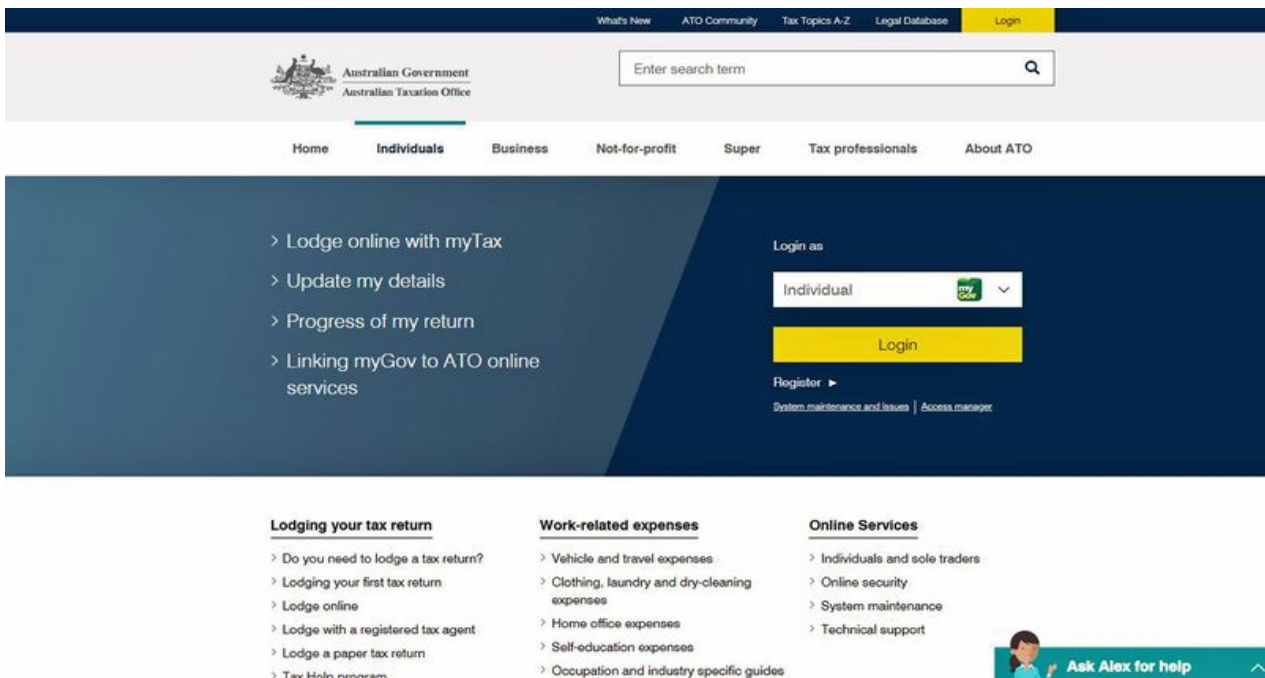 What's New ATO Community Tax Topics A-Z Legal Database Login
Australian Government
Australian Taxation Office
Enter search term
Home Individuals Business Not-for-profit Super Tax professionals About ATO
> Lodge online with myTax
> Update my details
> Progress of my return
> Linking myGov to ATO online
services
Login as
Individual
my
Gov
Login
Register ►
System maintenance and issues | Access manager
Lodging your tax return
> Do you need to lodge a tax return?
> Lodging your first tax return
> Lodge online
> Lodge with a registered tax agent
> Lodge a paper tax return
> Tax Help program
Work-related expenses
> Vehicle and travel expenses
> Clothing, laundry and dry-cleaning
expenses
> Home office expenses
> Self-education expenses
> Occupation and industry specific guides
Online Services
> Individuals and sole traders
> Online security
> System maintenance
> Technical support
Ask Alex for help